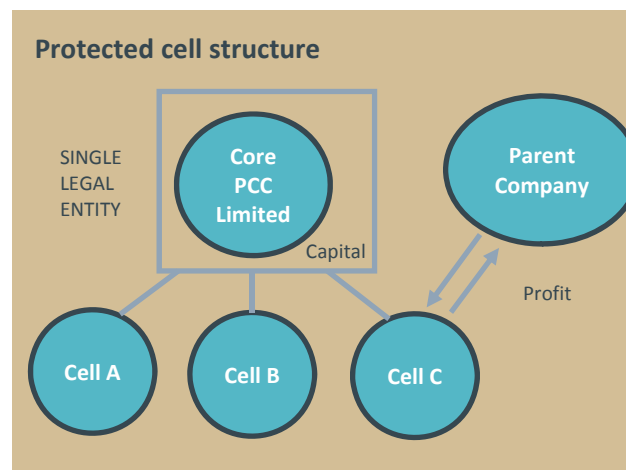 Protected cell structure
SINGLE
LEGAL
ENTITY
Core
PCC
Limited
Capital
Parent
Company
Profit
Cell A
Cell B
Cell C